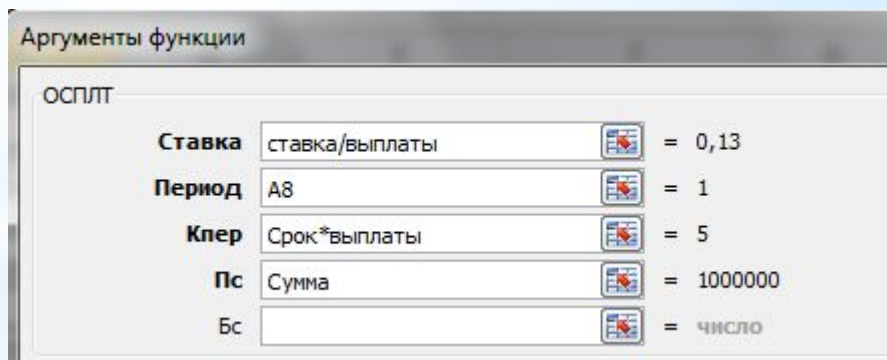 Аргументы функции
ОСПЛТ
Ставка ставка/выплаты = 0,13
Период A8 = 1
Кпер Срок*выплаты = 5
Пс Сумма = 1000000
Бс = число